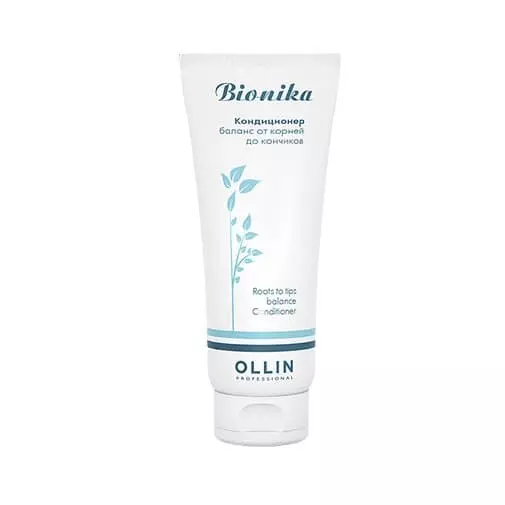 Bionika
Кондиционер
баланс от корней
до кончиков
Roots to tips
balance
Conditioner
OLLIN
PROFESSIONAL